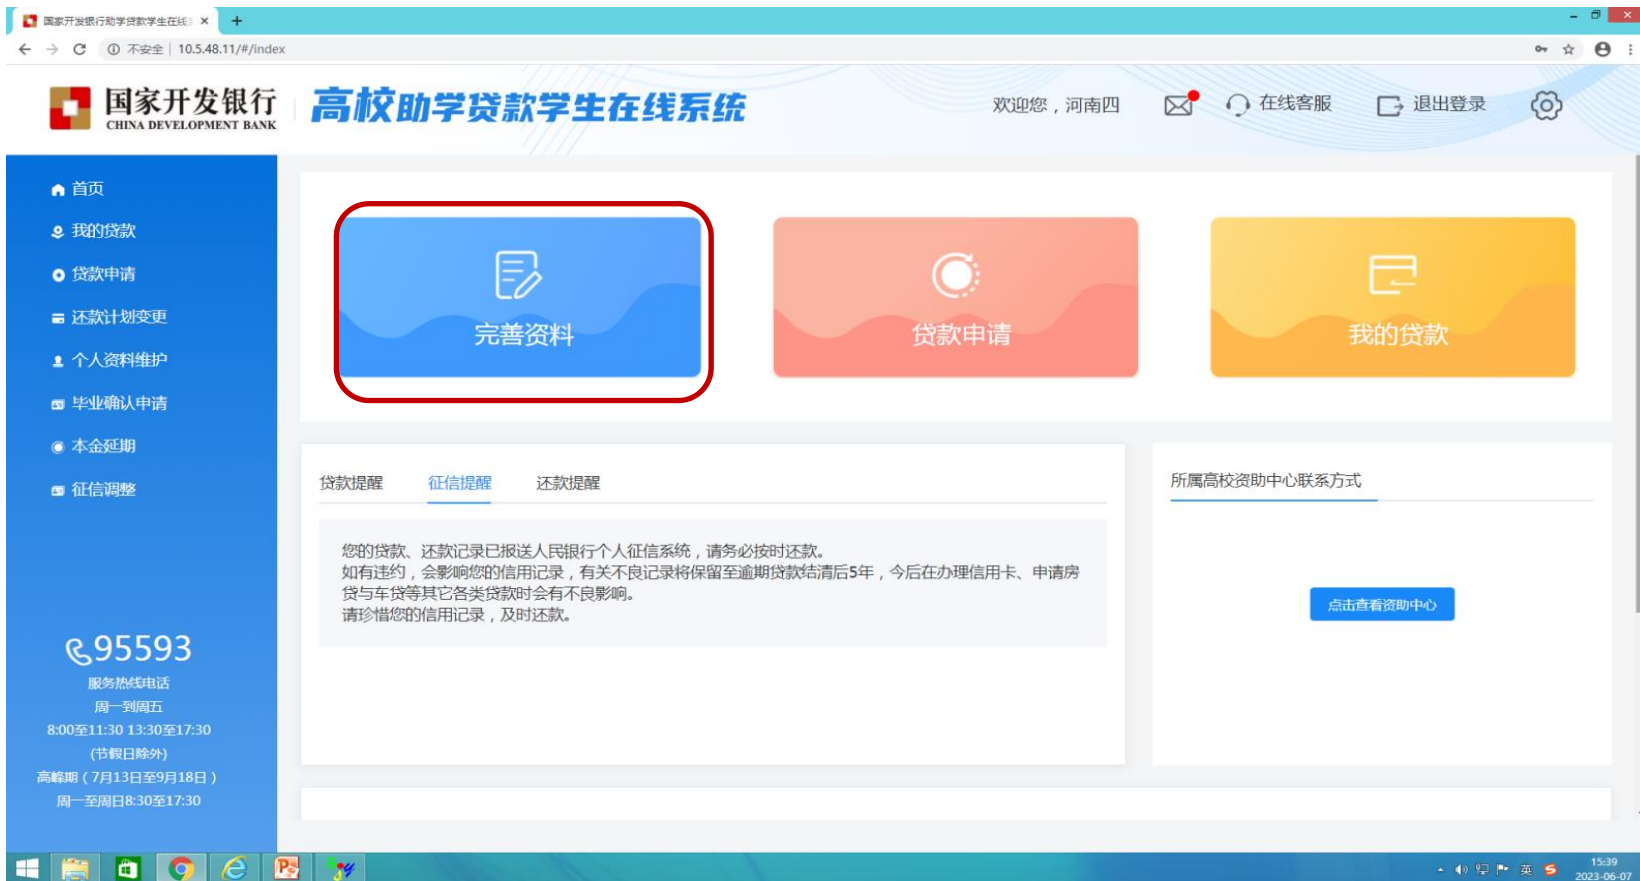 国家开发银行助学贷款学生在线
不安全 | 10.5.48.11/#/index
国家开发银行
CHINA DEVELOPMENT BANK
高校助学贷款学生在线系统
欢迎您，河南四
在线客服
退出登录
首页
我的贷款
贷款申请
还款计划变更
个人资料维护
毕业确认申请
本金延期
征信调整
95593
服务热线电话
周一到周五
8:00至11:30 13:30至17:30
(节假日除外)
高峰期（7月13日至9月18日）
周一至周日8:30至17:30
完善资料
贷款申请
我的贷款
贷款提醒 征信提醒 还款提醒
您的贷款、还款记录已报送人民银行个人征信系统，请务必按时还款。
如有违约，会影响您的信用记录，有关不良记录将保留至逾期贷款结清后5年，今后在办理信用卡、申请房
贷与车贷等其它各类贷款时会有不良影响。
请珍惜您的信用记录，及时还款。
所属高校资助中心联系方式
点击查看资助中心
英
15:39
2023-06-07